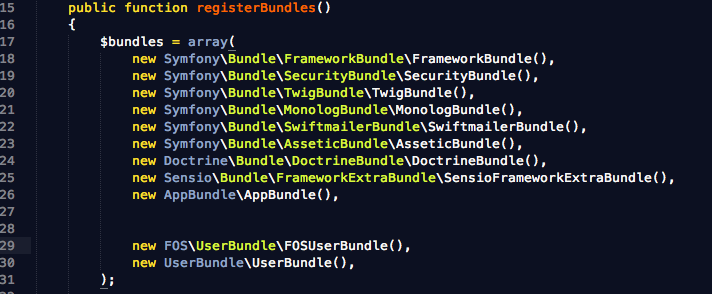 15 public function registerBundles()
16 {
17 $bundles = array(
18 new Symfony\Bundle\FrameworkBundle\FrameworkBundle(),
19 new Symfony\Bundle\SecurityBundle\SecurityBundle(),
20 new Symfony\Bundle\TwigBundle\TwigBundle(),
21 new Symfony\Bundle\MonologBundle\MonologBundle(),
22 new Symfony\Bundle\SwiftmailerBundle\SwiftmailerBundle(),
23 new Symfony\Bundle\AsseticBundle\AsseticBundle(),
24 new Doctrine\Bundle\DoctrineBundle\DoctrineBundle(),
25 new Sensio\Bundle\FrameworkExtraBundle\SensioFrameworkExtraBundle(),
26 new AppBundle\AppBundle(),
27
28
29 new FOS\UserBundle\FOSUserBundle(),
30 new UserBundle\UserBundle(),
31 );